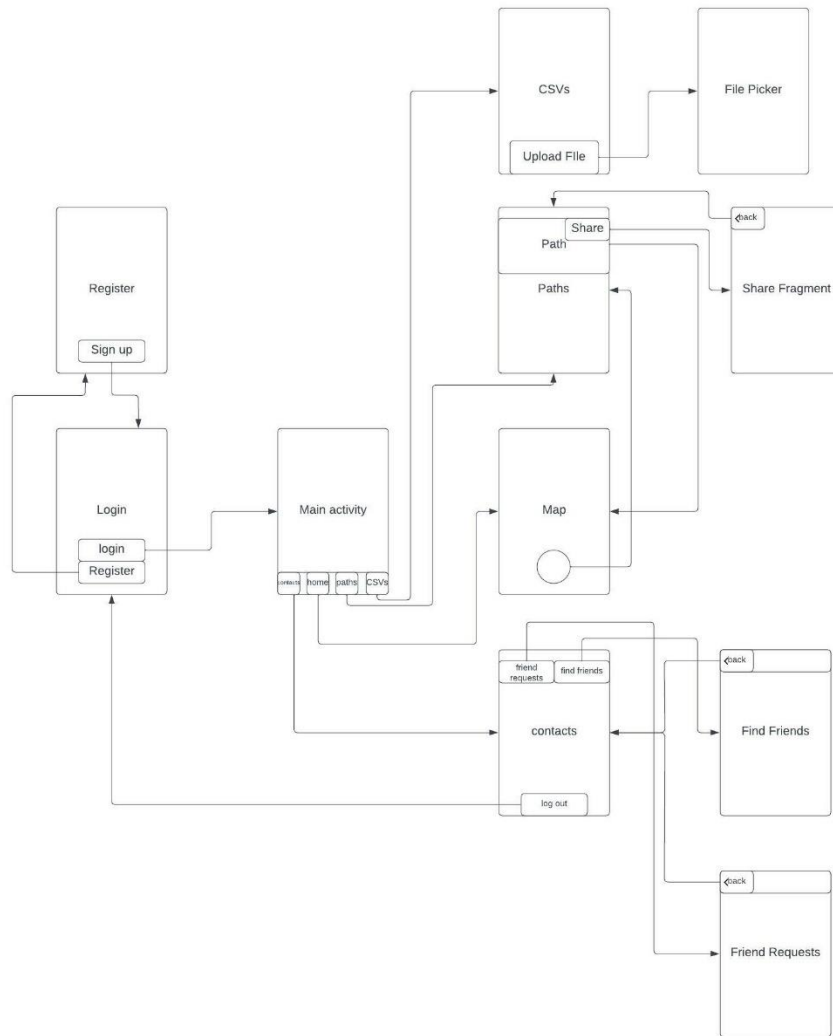 CSVs
File Picker
Upload FIle
Share
Path
Paths
back
Share Fragment
Register
Sign up
Login
login
Register
Main activity
contacts
home
paths
CSVs
Map
friend
requests
find friends
contacts
log out
back
Find Friends
back
Friend Requests